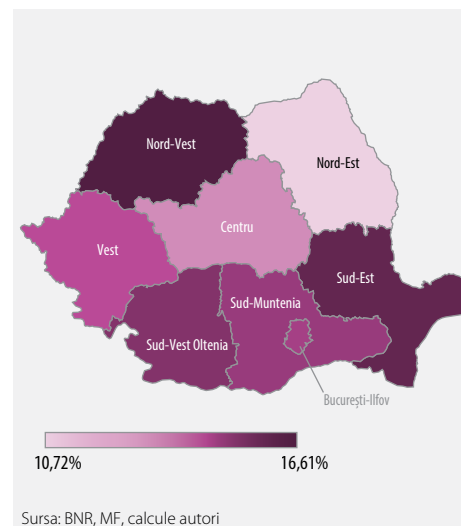 Nord-Vest
Nord-Est
Centru
Vest
Sud-Est
Sud-Muntenia
Sud-Vest Oltenia
București-Ilfov
10,72% 16,61%
Sursa: BNR, MF, calcule autori